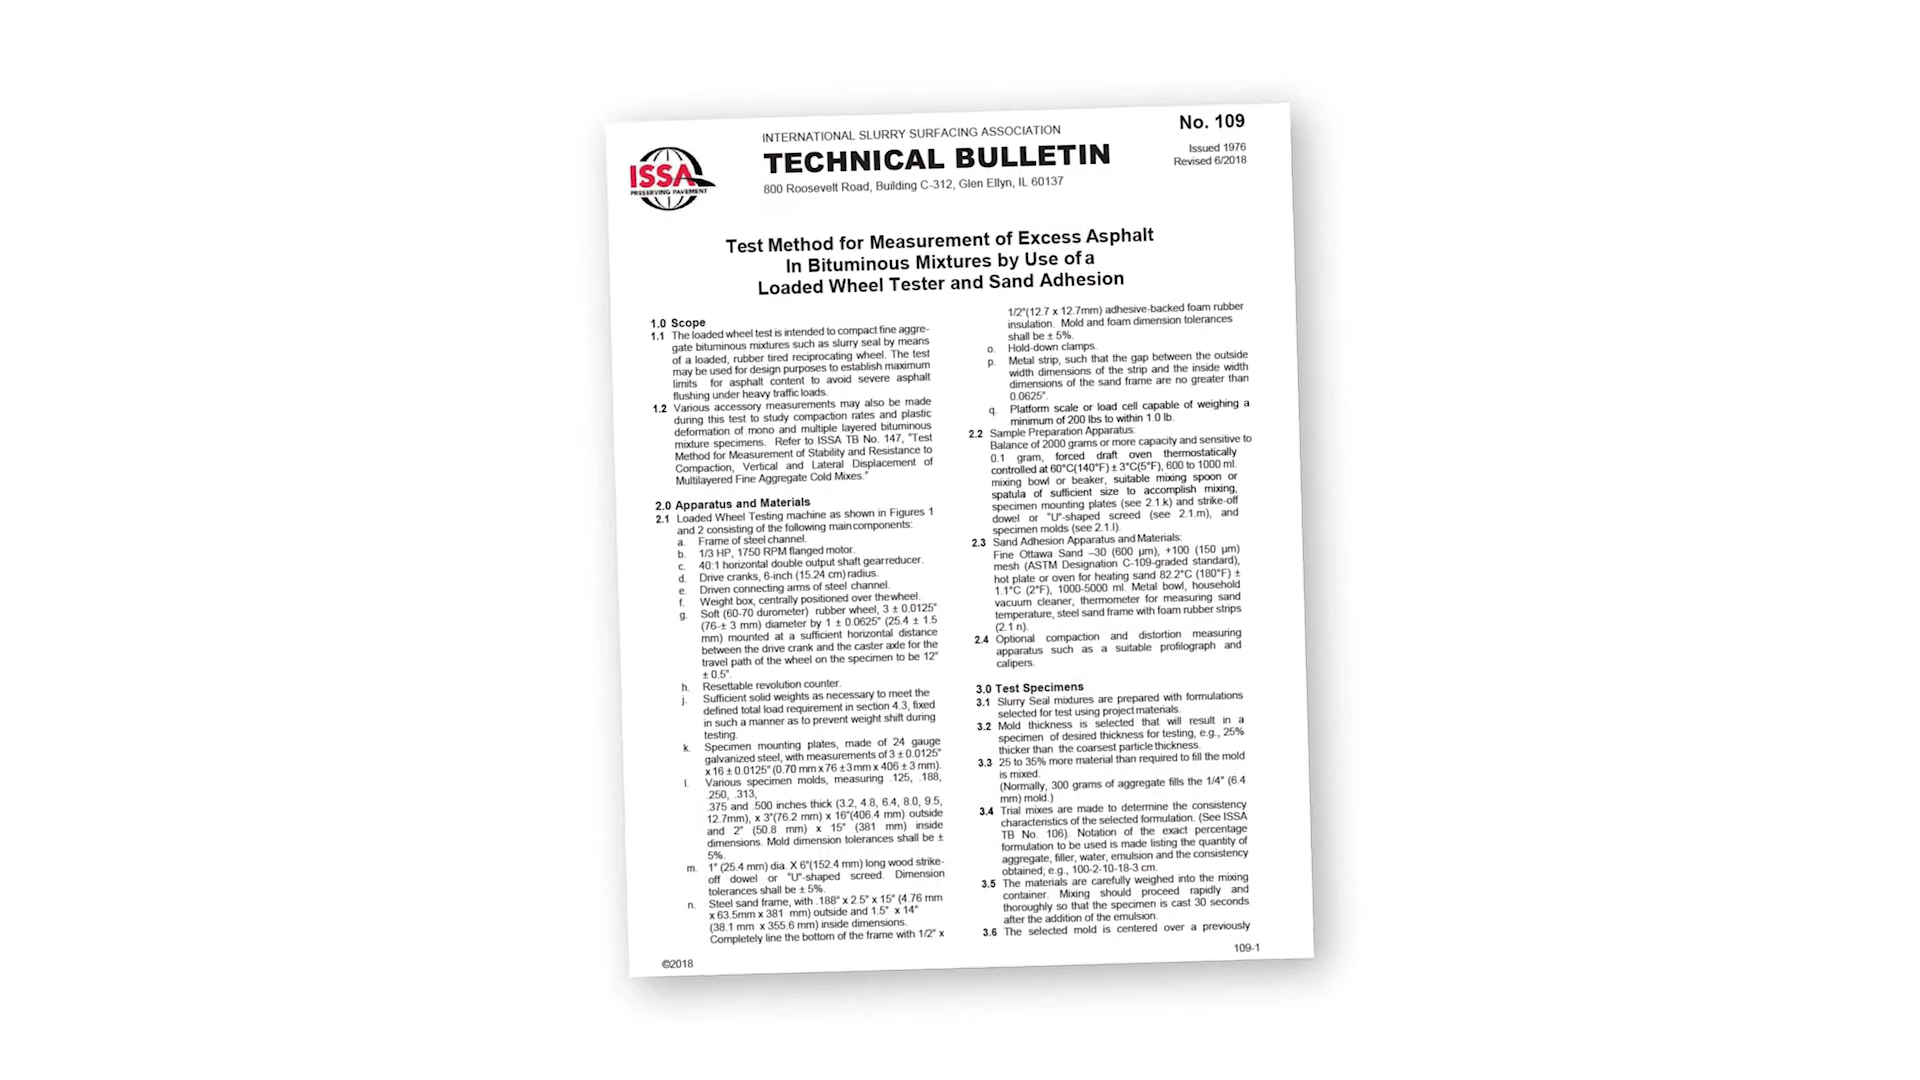 ISSA
PRESERVING PAVEMENT
INTERNATIONAL SLURRY SURFACING ASSOCIATION
TECHNICAL BULLETIN
800 Roosevelt Road, Building C-312, Glen Ellyn, IL 60137
No. 109
Issued 1976
Revised 6/2018
Test Method for Measurement of Excess Asphalt
In Bituminous Mixtures by Use of a
Loaded Wheel Tester and Sand Adhesion
1.0 Scope
1.1 The loaded wheel test is intended to compact fine aggre-
gate bituminous mixtures such as slurry seal by means
of a loaded, rubber tired reciprocating wheel. The test
may be used for design purposes to establish maximum
limits for asphalt content to avoid severe asphalt
flushing under heavy traffic loads.
1.2 Various accessory measurements may also be made
during this test to study compaction rates and plastic
deformation of mono and multiple layered bituminous
mixture specimens. Refer to ISSA TB No. 147, "Test
Method for Measurement of Stability and Resistance to
Compaction, Vertical and Lateral Displacement of
Multilayered Fine Aggregate Cold Mixes."
2.0 Apparatus and Materials
2.1 Loaded Wheel Testing machine as shown in Figures 1
and 2 consisting of the following main components:
a. Frame of steel channel.
b. 1/3 HP, 1750 RPM flanged motor.
c. 40:1 horizontal double output shaft gear reducer.
d. Drive cranks, 6-inch (15.24 cm) radius.
e. Driven connecting arms of steel channel.
f. Weight box, centrally positioned over the wheel.
g. Soft (60-70 durometer) rubber wheel, 3 ± 0.0125"
(76 ± 3 mm) diameter by 1 ± 0.0625" (25.4 ± 1.5
mm) mounted at a sufficient horizontal distance
between the drive crank and the caster axle for the
travel path of the wheel on the specimen to be 12"
± 0.5".
h. Resettable revolution counter.
j. Sufficient solid weights as necessary to meet the
defined total load requirement in section 4.3, fixed
in such a manner as to prevent weight shift during
testing.
k. Specimen mounting plates, made of 24 gauge
galvanized steel, with measurements of 3 ± 0.0125"
x 16 ± 0.0125" (0.70 mm x 76 ± 3 mm x 406 ± 3 mm).
l. Various specimen molds, measuring .125, .188,
.250, .313,
.375 and .500 inches thick (3.2, 4.8, 6.4, 8.0, 9.5,
12.7mm), x 3"(76.2 mm) x 16"(406.4 mm) outside
and 2" (50.8 mm) x 15" (381 mm) inside
dimensions. Mold dimension tolerances shall be ±
5%.
m. 1" (25.4 mm) dia. X 6"(152.4 mm) long wood strike-
off dowel or "U"-shaped screed. Dimension
tolerances shall be ± 5%.
n. Steel sand frame, with .188" x 2.5" x 15" (4.76 mm
x 63.5mm x 381 mm) outside and 1.5" x 14"
(38.1 mm x 355.6 mm) inside dimensions.
Completely line the bottom of the frame with 1/2" x
1/2"(12.7 x 12.7mm) adhesive-backed foam rubber
insulation. Mold and foam dimension tolerances
shall be ± 5%.
o. Hold-down clamps.
p. Metal strip, such that the gap between the outside
width dimensions of the strip and the inside width
dimensions of the sand frame are no greater than
0.0625".
q. Platform scale or load cell capable of weighing a
minimum of 200 lbs to within 1.0 lb.
2.2 Sample Preparation Apparatus:
Balance of 2000 grams or more capacity and sensitive to
0.1 gram, forced draft oven thermostatically
controlled at 60°C(140°F) ± 3°C(5°F), 600 to 1000 ml.
mixing bowl or beaker, suitable mixing spoon or
spatula of sufficient size to accomplish mixing,
specimen mounting plates (see 2.1.k) and strike-off
dowel or "U"-shaped screed (see 2.1.m), and
specimen molds (see 2.1.l).
2.3 Sand Adhesion Apparatus and Materials:
Fine Ottawa Sand –30 (600 µm), +100 (150 µm)
mesh (ASTM Designation C-109-graded standard),
hot plate or oven for heating sand 82.2°C (180°F) ±
1.1°C (2°F), 1000-5000 ml. Metal bowl, household
vacuum cleaner, thermometer for measuring sand
temperature, steel sand frame with foam rubber strips
(2.1 n).
2.4 Optional compaction and distortion measuring
apparatus such as a suitable profilograph and
calipers.
3.0 Test Specimens
3.1 Slurry Seal mixtures are prepared with formulations
selected for test using project materials.
3.2 Mold thickness is selected that will result in a
specimen of desired thickness for testing, e.g., 25%
thicker than the coarsest particle thickness.
3.3 25 to 35% more material than required to fill the mold
is mixed.
(Normally, 300 grams of aggregate fills the 1/4" (6.4
mm) mold.)
3.4 Trial mixes are made to determine the consistency
characteristics of the selected formulation. (See ISSA
TB No. 106). Notation of the exact percentage
formulation to be used is made listing the quantity of
aggregate, filler, water, emulsion and the consistency
obtained; e.g., 100-2-10-18-3 cm.
3.5 The materials are carefully weighed into the mixing
container. Mixing should proceed rapidly and
thoroughly so that the specimen is cast 30 seconds
after the addition of the emulsion.
3.6 The selected mold is centered over a previously
©2018
109-1